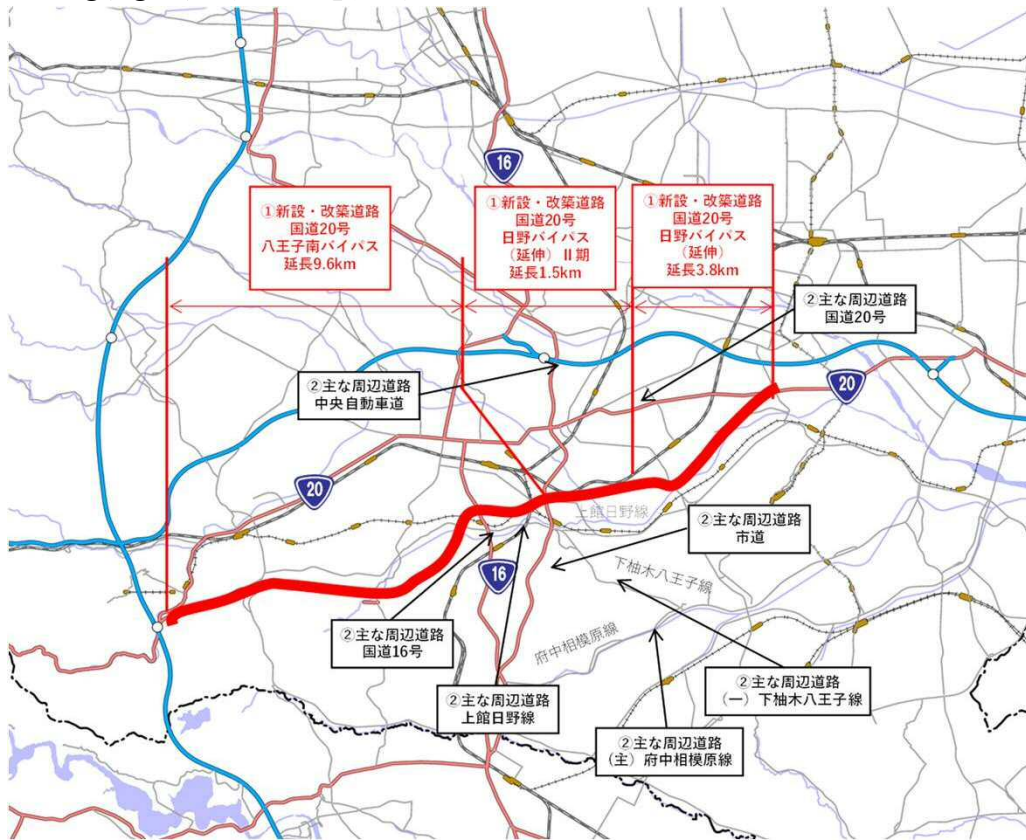 16
①新設・改築道路
国道20号
八王子南バイパス
延長9.6km
①新設・改築道路
国道20号
日野バイパス
(延伸) Ⅱ期
延長1.5km
①新設・改築道路
国道20号
日野バイパス
(延伸)
延長3.8km
②主な周辺道路
国道20号
②主な周辺道路
中央自動車道
20
20
上館日野線
②主な周辺道路
市道
16
下柚木八王子線
②主な周辺道路
国道16号
府中相模原線
②主な周辺道路
上館日野線
②主な周辺道路
(一) 下柚木八王子線
②主な周辺道路
(主) 府中相模原線